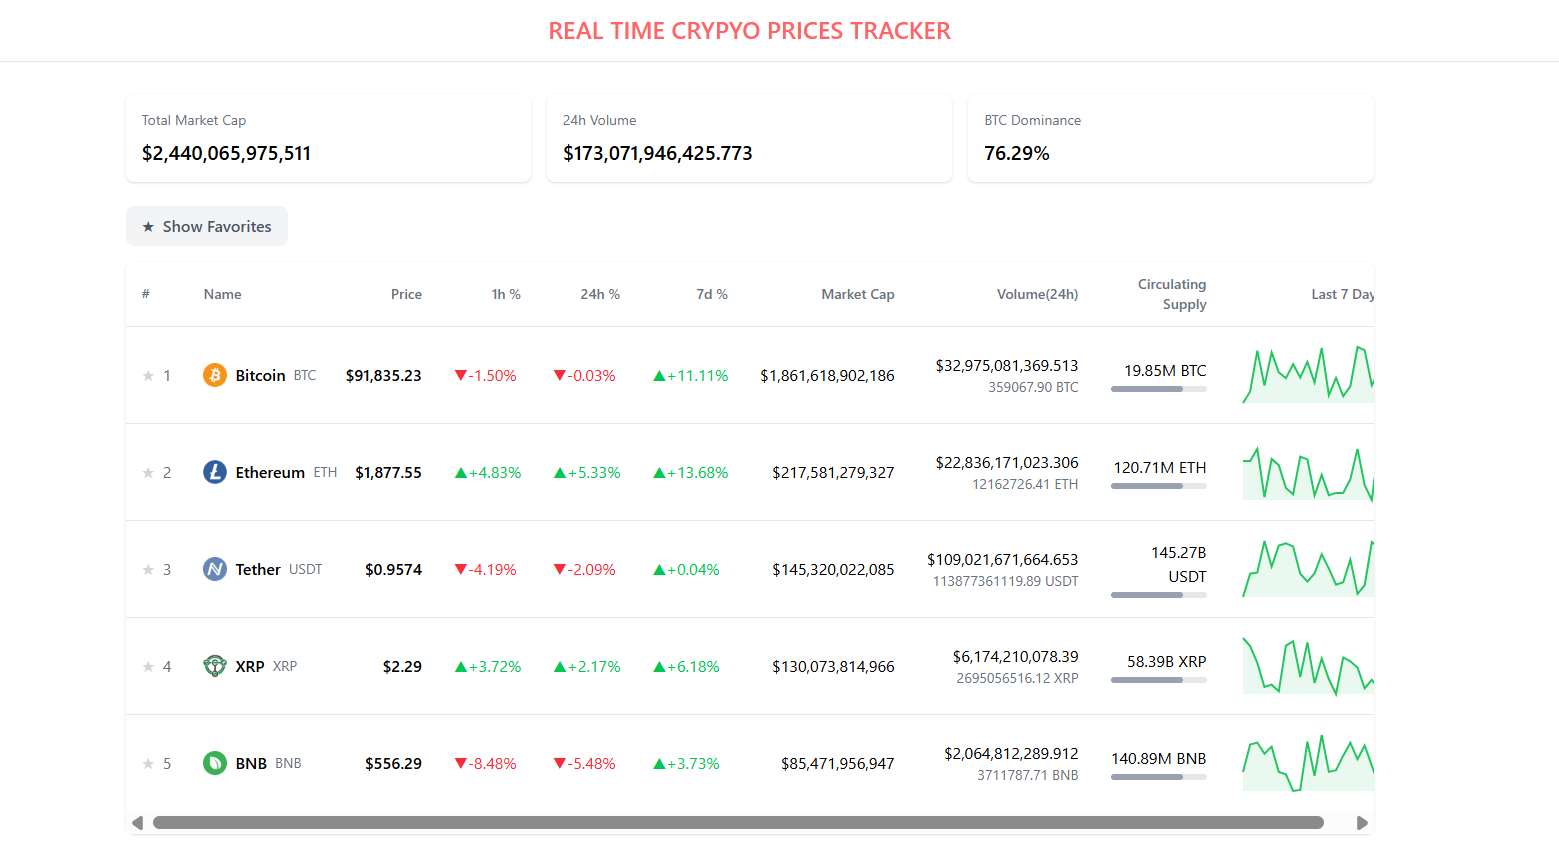 REAL TIME CRYPYO PRICES TRACKER
Total Market Cap
$2,440,065,975,511
24h Volume
$173,071,946,425.773
BTC Dominance
76.29%
★ Show Favorites
# Name Price 1h % 24h % 7d % Market Cap Volume(24h) Circulating Supply Last 7 Day
★ 1 Bitcoin BTC $91,835.23 ▼-1.50% ▼-0.03% ▲+11.11% $1,861,618,902,186 $32,975,081,369.513 19.85M BTC
359067.90 BTC
★ 2 Ethereum ETH $1,877.55 ▲+4.83% ▲+5.33% ▲+13.68% $217,581,279,327 $22,836,171,023.306 120.71M ETH
12162726.41 ETH
★ 3 Tether USDT $0.9574 ▼-4.19% ▼-2.09% ▲+0.04% $145,320,022,085 $109,021,671,664.653 145.27B USDT
113877361119.89 USDT
★ 4 XRP XRP $2.29 ▲+3.72% ▲+2.17% ▲+6.18% $130,073,814,966 $6,174,210,078.39 58.39B XRP
2695056516.12 XRP
★ 5 BNB BNB $556.29 ▼-8.48% ▼-5.48% ▲+3.73% $85,471,956,947 $2,064,812,289.912 140.89M BNB
3711787.71 BNB